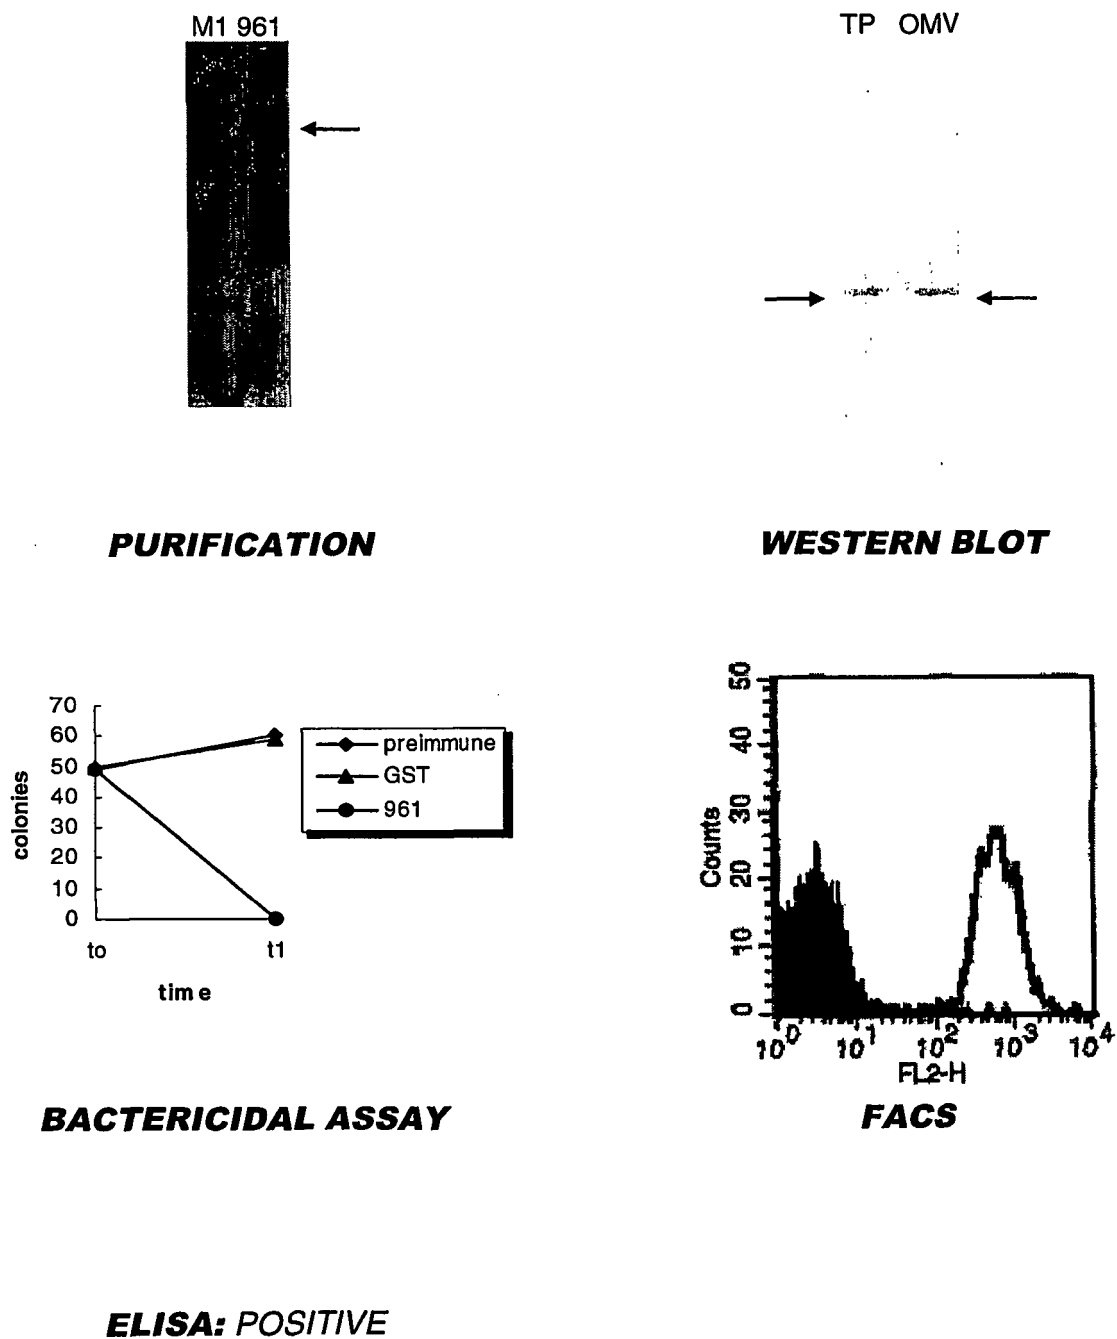 M1 961
TP OMV
PURIFICATION
WESTERN BLOT
70
60
50
40
30
20
10
0
colonies
to t1
time
preimmune
GST
961
BACTERICIDAL ASSAY
50
40
30
20
10
0
Counts
10^0 10^1 10^2 10^3 10^4
FL2-H
FACS
ELISA: POSITIVE